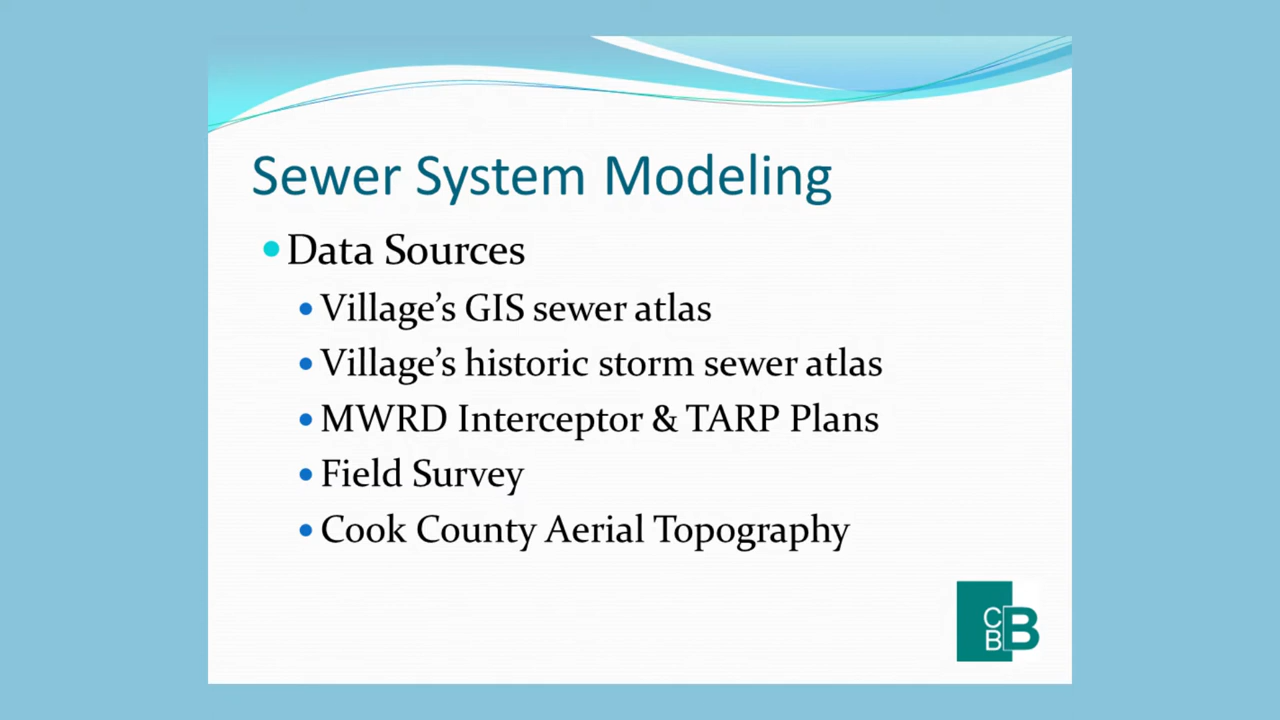 Sewer System Modeling
Data Sources
Village’s GIS sewer atlas
Village’s historic storm sewer atlas
MWRD Interceptor & TARP Plans
Field Survey
Cook County Aerial Topography
C
B B